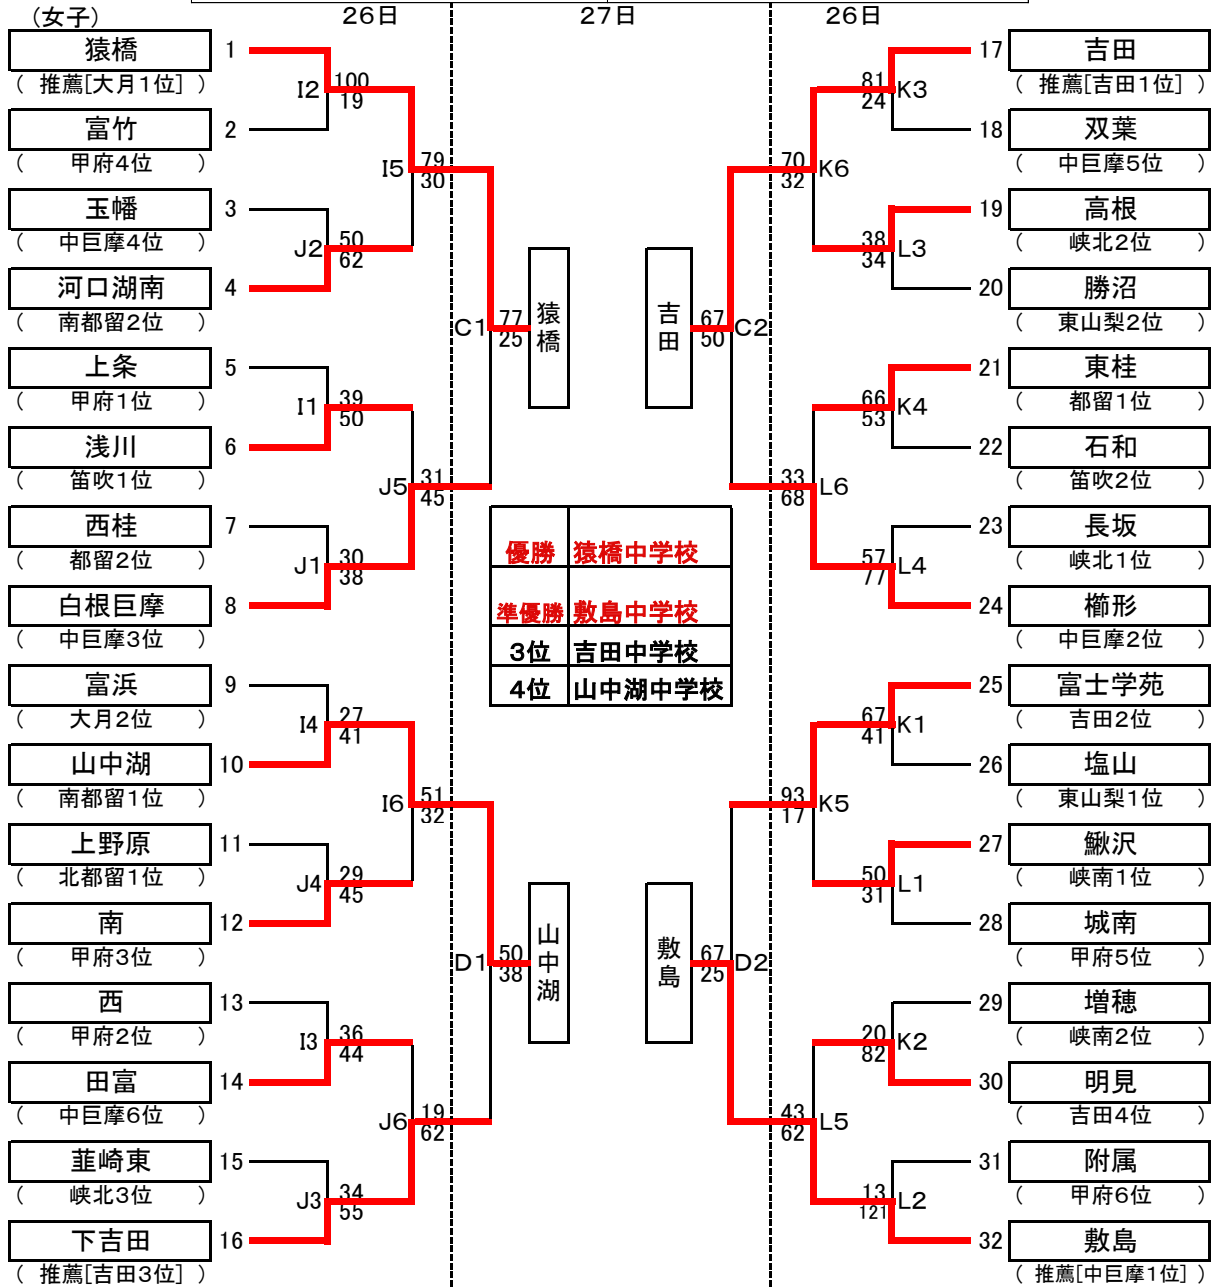 (女子)
26日
27日
26日
猿橋
1
( 推薦[大月1位] )
I2
100
19
富竹
2
( 甲府4位 )
I5
79
30
玉幡
3
( 中巨摩4位 )
J2
50
62
河口湖南
4
( 南都留2位 )
C1
77
25
猿橋
上条
5
( 甲府1位 )
I1
39
50
浅川
6
( 笛吹1位 )
J5
31
45
西桂
7
( 都留2位 )
J1
30
38
白根巨摩
8
( 中巨摩3位 )
富浜
9
( 大月2位 )
I4
27
41
山中湖
10
( 南都留1位 )
I6
51
32
上野原
11
( 北都留1位 )
J4
29
45
南
12
( 甲府3位 )
D1
50
38
山中湖
西
13
( 甲府2位 )
I3
36
44
田富
14
( 中巨摩6位 )
J6
19
62
韮崎東
15
( 峡北3位 )
J3
34
55
下吉田
16
( 推薦[吉田3位] )
優勝 猿橋中学校
準優勝 敷島中学校
3位 吉田中学校
4位 山中湖中学校
17
吉田
( 推薦[吉田1位] )
81
24
K3
18
双葉
( 中巨摩5位 )
70
32
K6
19
高根
( 峡北2位 )
38
34
L3
20
勝沼
( 東山梨2位 )
吉田
67
50
C2
21
東桂
( 都留1位 )
66
53
K4
22
石和
( 笛吹2位 )
33
68
L6
23
長坂
( 峡北1位 )
57
77
L4
24
櫛形
( 中巨摩2位 )
25
富士学苑
( 吉田2位 )
67
41
K1
26
塩山
( 東山梨1位 )
93
17
K5
27
鰍沢
( 峡南1位 )
50
31
L1
28
城南
( 甲府5位 )
敷島
67
25
D2
29
増穂
( 峡南2位 )
20
82
K2
30
明見
( 吉田4位 )
43
62
L5
31
附属
( 甲府6位 )
13
121
L2
32
敷島
( 推薦[中巨摩1位] )